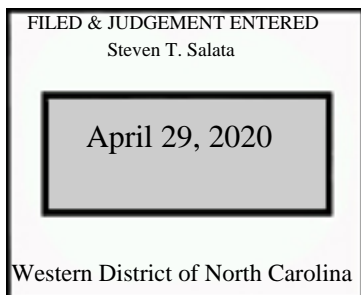 FILED & JUDGEMENT ENTERED
Steven T. Salata
April 29, 2020
Western District of North Carolina